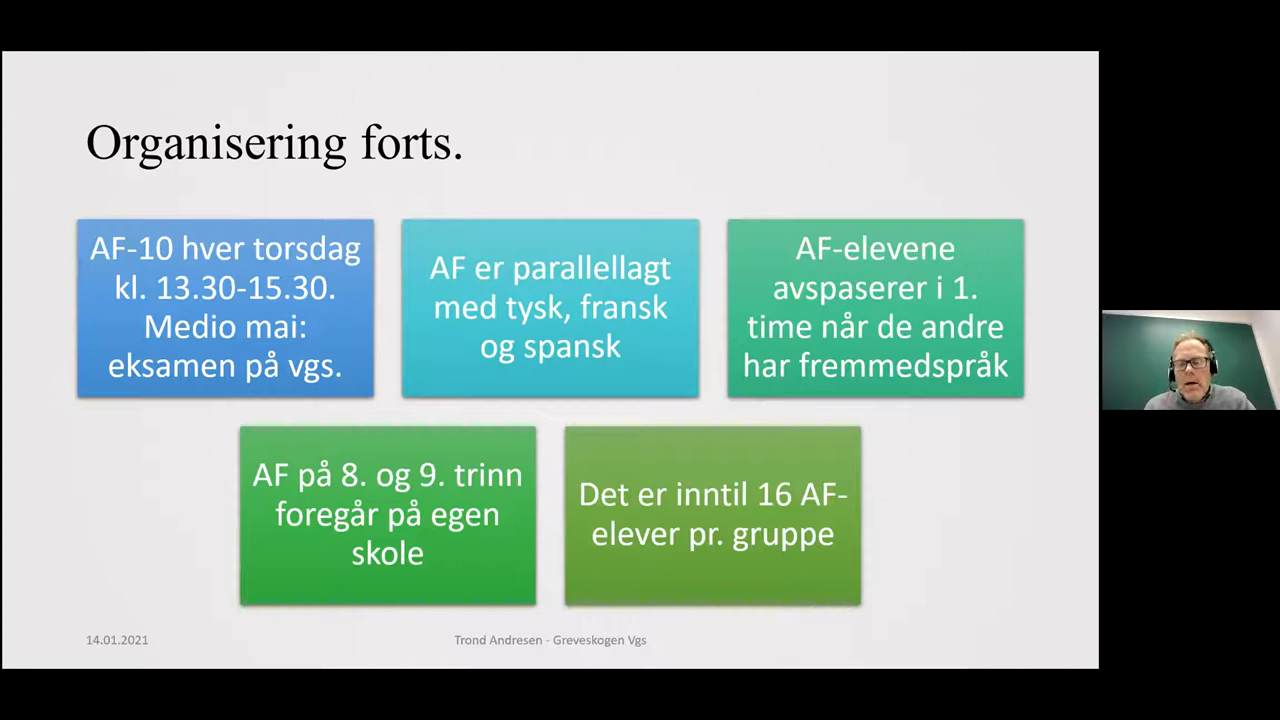 Organisering forts.
AF-10 hver torsdag
kl. 13.30-15.30.
Medio mai:
eksamen på vgs.
AF er parallellagt
med tysk, fransk
og spansk
AF-elevene
avspaserer i 1.
time når de andre
har fremmedspråk
AF på 8. og 9. trinn
foregår på egen
skole
Det er inntil 16 AF-
elever pr. gruppe
14.01.2021
Trond Andresen - Greveskogen Vgs